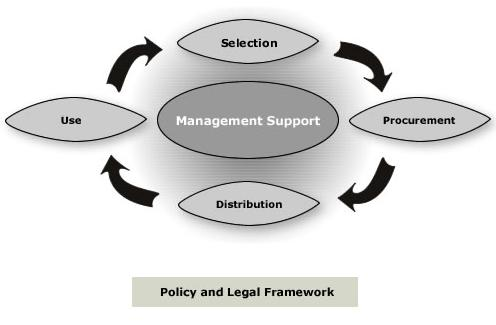 Selection
Use
Management Support
Procurement
Distribution
Policy and Legal Framework